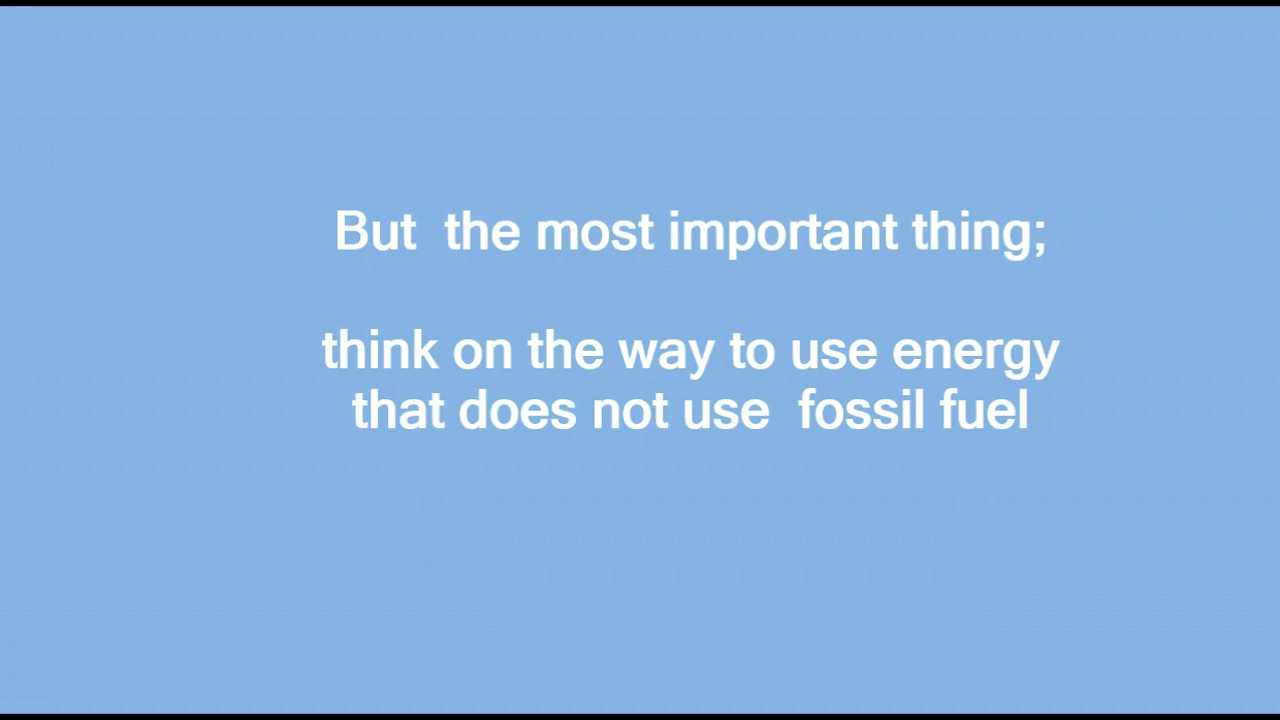 But  the most important thing;
think on the way to use energy
that does not use  fossil fuel